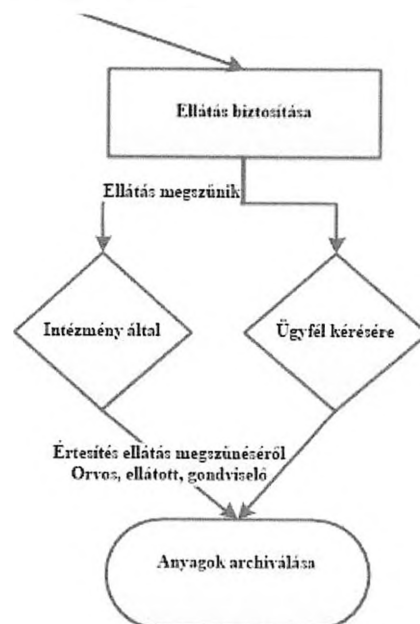 Ellátás biztosítása
Ellátás megszűnik
Intézmény által
Ügyfél kérésére
Értesítés ellátás megszűnéséről
Orvos, ellátott, gondviselő
Anyagok archiválása